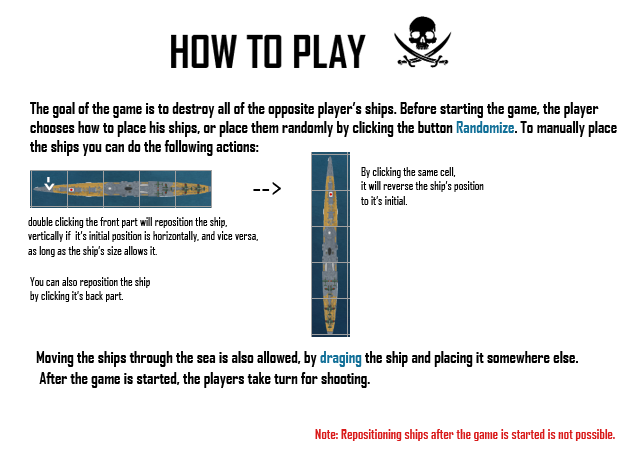 HOW TO PLAY
The goal of the game is to destroy all of the opposite player's ships. Before starting the game, the player
chooses how to place his ships, or place them randomly by clicking the button Randomize. To manually place
the ships you can do the following actions:
-->
By clicking the same cell,
it will reverse the ship's position
to it's initial.
double clicking the front part will reposition the ship,
vertically if it's initial position is horizontally, and vice versa,
as long as the ship's size allows it.
You can also reposition the ship
by clicking it's back part.
Moving the ships through the sea is also allowed, by draging the ship and placing it somewhere else.
After the game is started, the players take turn for shooting.
Note: Repositioning ships after the game is started is not possible.